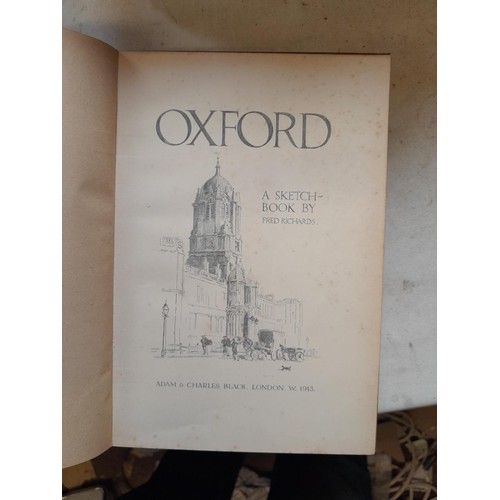 OXFORD
A SKETCH-
BOOK BY
FRED RICHARDS
ADAM & CHARLES BLACK. LONDON. W. 1913.